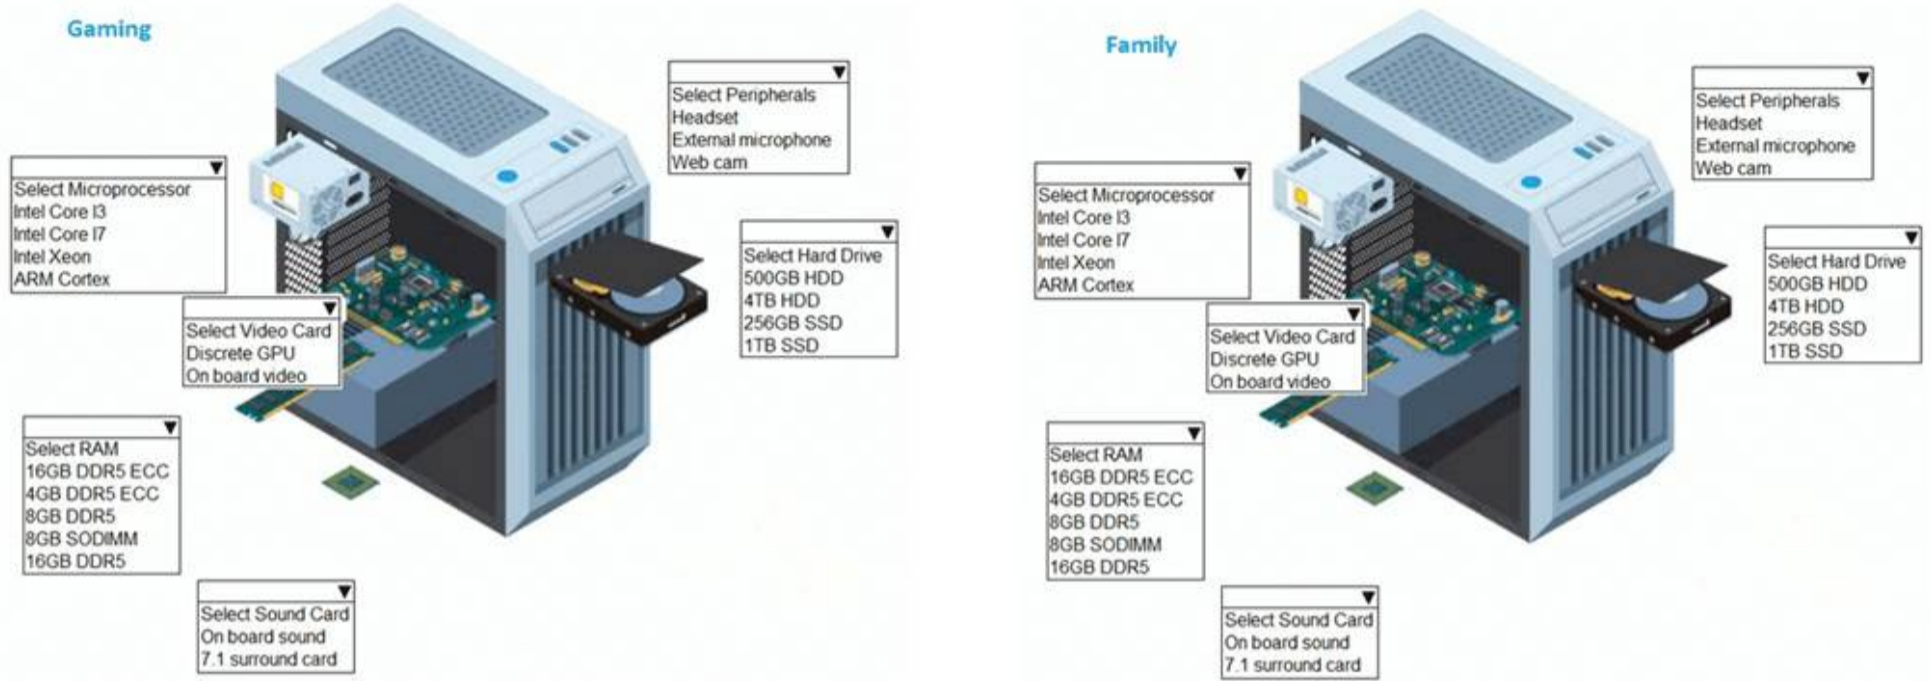 Gaming
Select Peripherals
Headset
External microphone
Web cam
Select Microprocessor
Intel Core I3
Intel Core I7
Intel Xeon
ARM Cortex
Select Hard Drive
500GB HDD
4TB HDD
256GB SSD
1TB SSD
Select Video Card
Discrete GPU
On board video
Select RAM
16GB DDR5 ECC
4GB DDR5 ECC
8GB DDR5
8GB SODIMM
16GB DDR5
Select Sound Card
On board sound
7.1 surround card
Family
Select Peripherals
Headset
External microphone
Web cam
Select Microprocessor
Intel Core I3
Intel Core I7
Intel Xeon
ARM Cortex
Select Hard Drive
500GB HDD
4TB HDD
256GB SSD
1TB SSD
Select Video Card
Discrete GPU
On board video
Select RAM
16GB DDR5 ECC
4GB DDR5 ECC
8GB DDR5
8GB SODIMM
16GB DDR5
Select Sound Card
On board sound
7.1 surround card